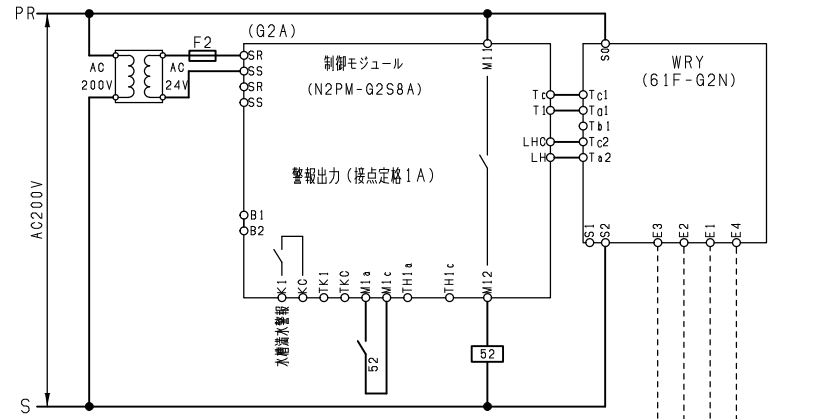 PR
(G2A)
F2
SR
SS
SR
SS
AC
200V
AC
24V
制御モジュール
(N2PM-G2S8A)
M11
S0
WRY
(61F-G2N)
Tc
T1
LHC
LH
Tc1
Ta1
Tb1
Tc2
Ta2
警報出力(接点定格1A)
AC200V
B1
B2
S1
S2
E3
E2
E1
E4
K1
KC
TK1
TKC
M1a
M1c
TH1a
TH1c
M12
水槽満水警報
52
52
S